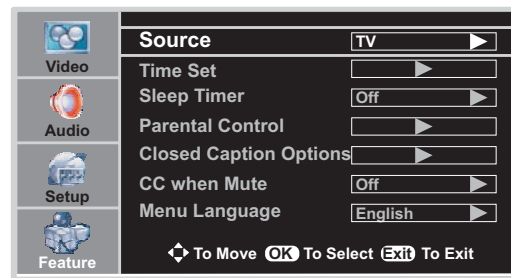 Video
Audio
Setup
Feature
Source TV
Time Set
Sleep Timer Off
Parental Control
Closed Caption Options
CC when Mute Off
Menu Language English
To Move OK To Select Exit To Exit